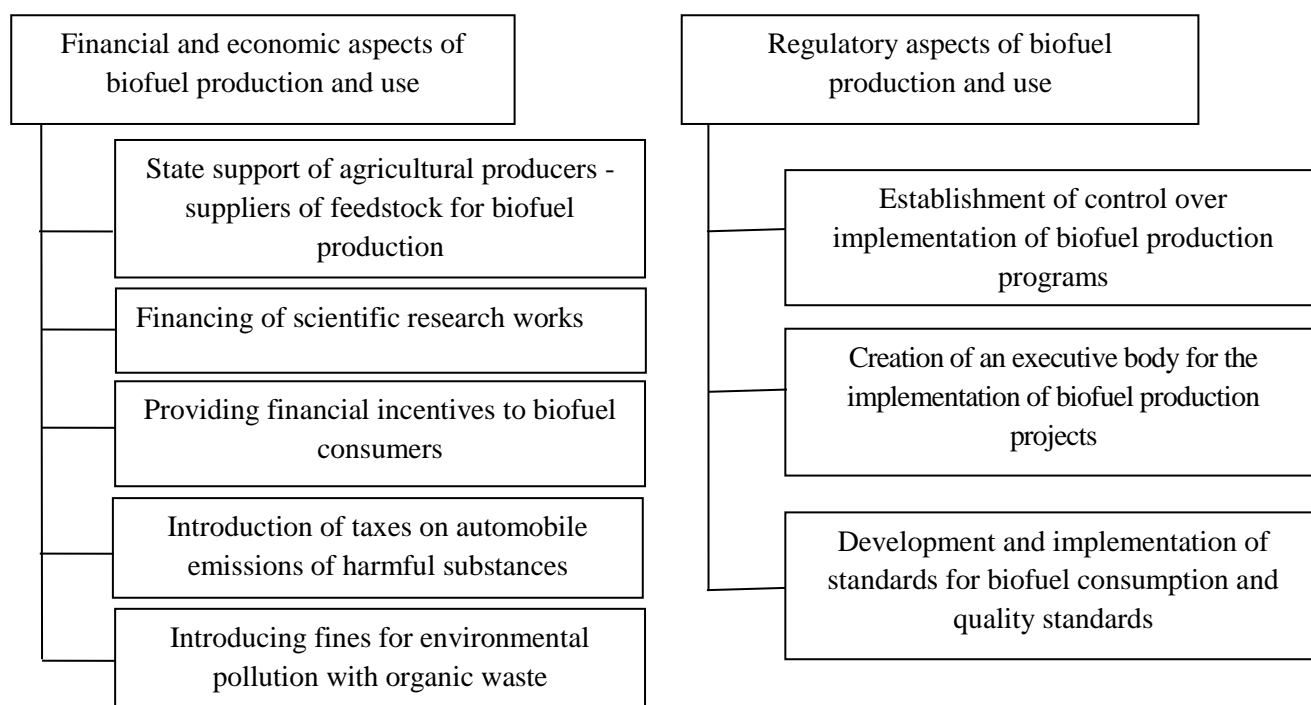 Financial and economic aspects of
biofuel production and use
State support of agricultural producers -
suppliers of feedstock for biofuel
production
Financing of scientific research works
Providing financial incentives to biofuel
consumers
Introduction of taxes on automobile
emissions of harmful substances
Introducing fines for environmental
pollution with organic waste
Regulatory aspects of biofuel
production and use
Establishment of control over
implementation of biofuel production
programs
Creation of an executive body for the
implementation of biofuel production
projects
Development and implementation of
standards for biofuel consumption and
quality standards